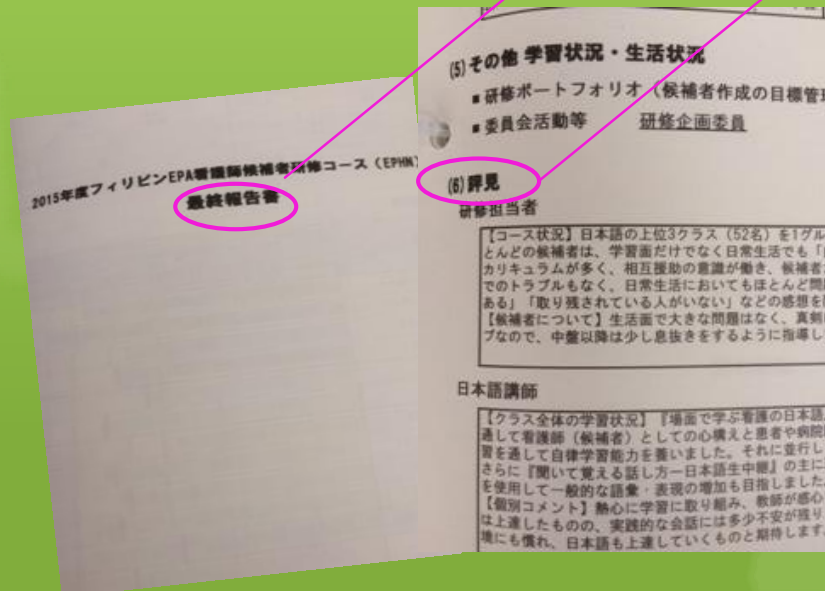 2015年度フィリピンEPA看護師候補者研修コース（EPHN
最終報告書
(5)その他 学習状況・生活状況
■研修ポートフォリオ（候補者作成の目標管
■委員会活動等 研修企画委員
(6)評見
研修担当者
【コース状況】日本語の上位3クラス（52名）を1グル
とんどの候補者は、学習面だけでなく日常生活でも「
カリキュラムが多く、相互援助の意識が働き、候補者
でのトラブルもなく、日常生活においてもほとんど問
ある」「取り残されている人がいない」などの感想を
【候補者について】生活面で大きな問題はなく、真剣
プなので、中盤以降は少し息抜きをするように指導し
日本語講師
【クラス全体の学習状況】『場面で学ぶ看護の日本語
通して看護師（候補者）としての心構えと患者や病院
習を通して自律学習能力を養いました。それに並行し
さらに『聞いて覚える話し方ー日本語生中継』の主に
を使用して一般的な語彙・表現の増加も目指しました
【個別コメント】熱心に学習に取り組み、教師が感心
は上達したものの、実践的な会話には多少不安が残り
境にも慣れ、日本語も上達していくものと期待します